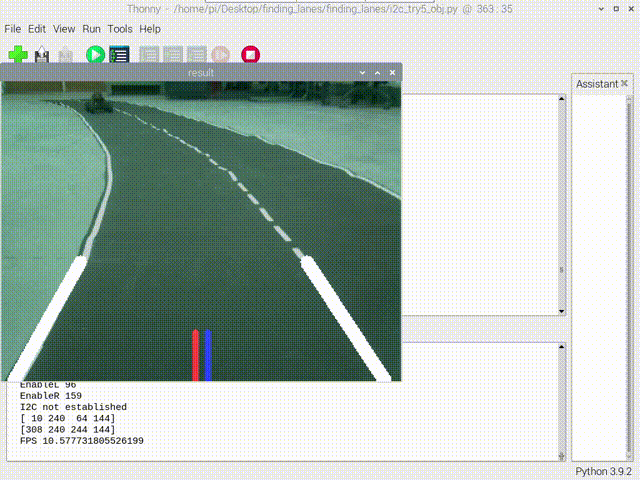 Thonny - /home/pi/Desktop/finding_lanes/finding_lanes/i2c_try5_obj.py @ 363 : 35
File Edit View Run Tools Help
result
Assistant
EnableL 96
EnableR 159
I2C not established
[ 10 240  64 144]
[308 240 244 144]
FPS 10.577731805526199
Python 3.9.2